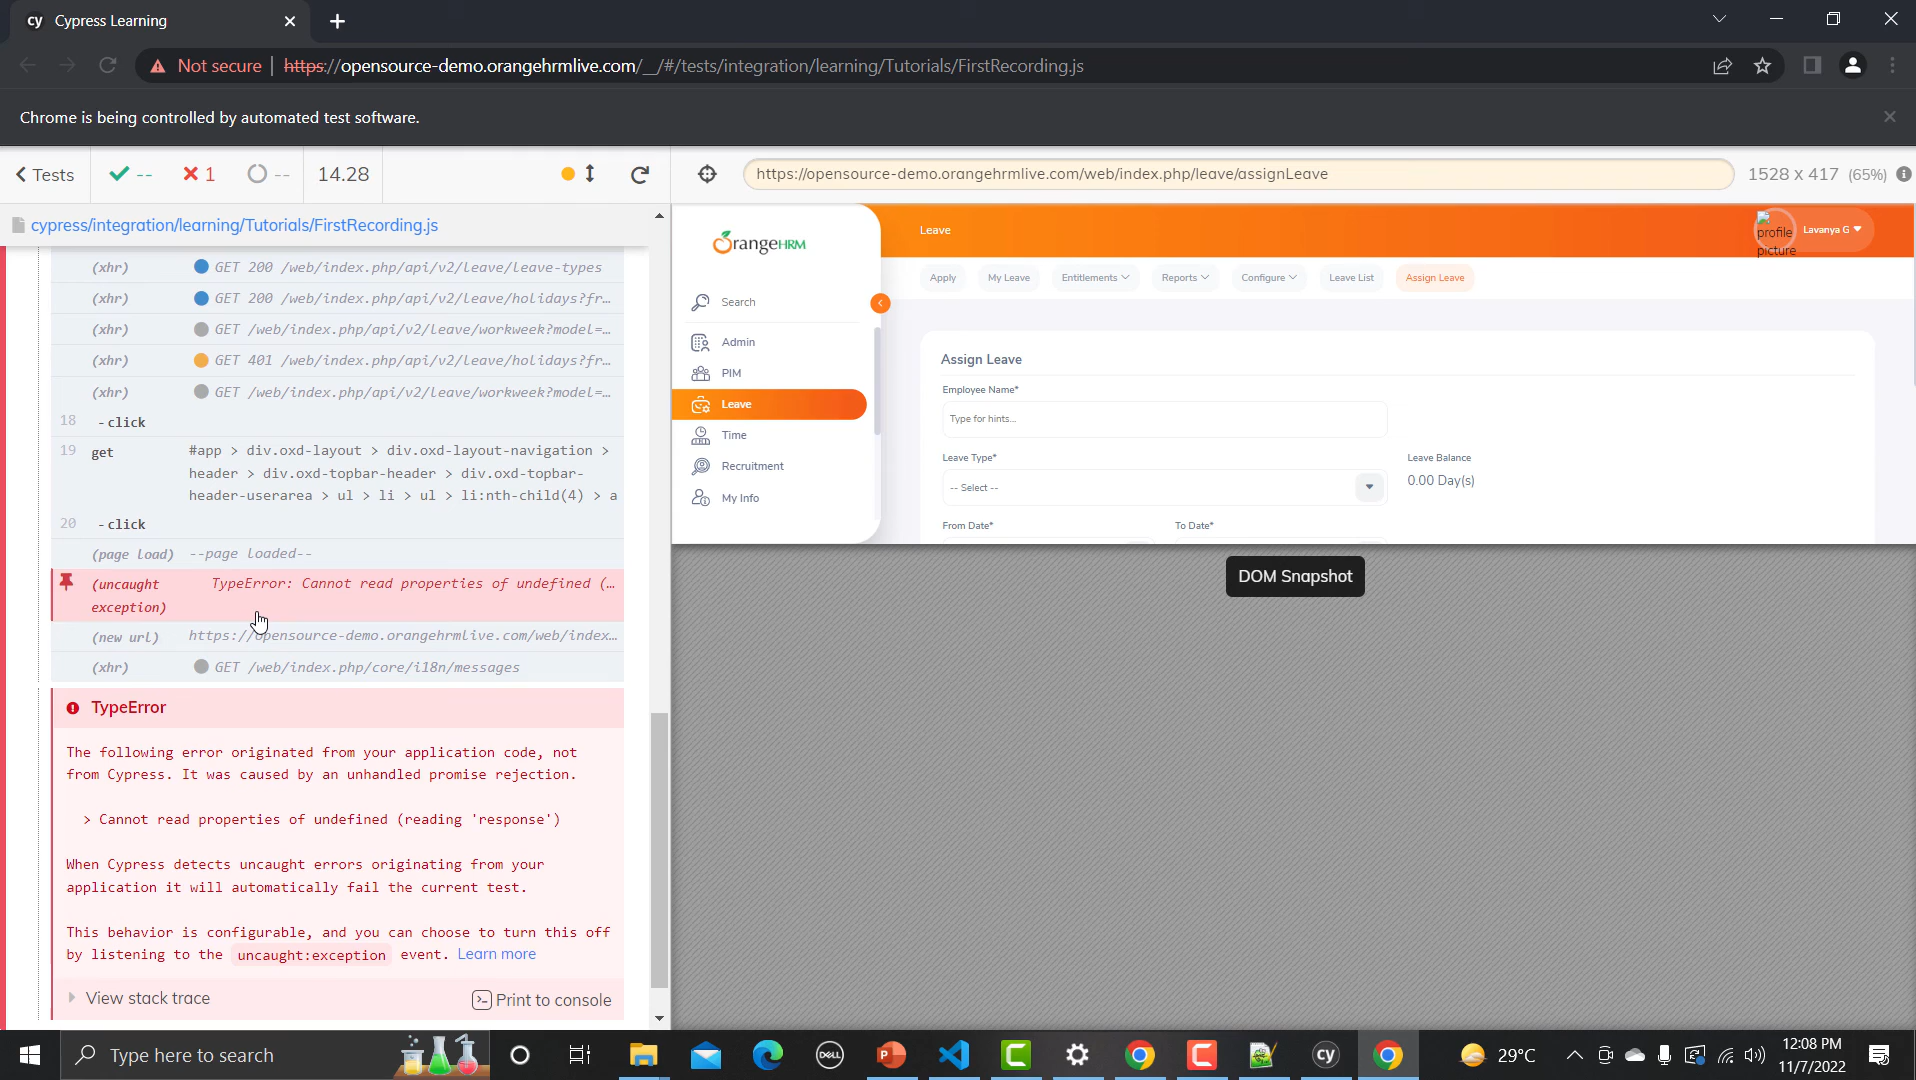 cy Cypress Learning
Not secure | https://opensource-demo.orangehrmlive.com/__/#/tests/integration/learning/Tutorials/FirstRecording.js
Chrome is being controlled by automated test software.
Tests -- 1 -- 14.28
https://opensource-demo.orangehrmlive.com/web/index.php/leave/assignLeave 1528 x 417 (65%)
cypress/integration/learning/Tutorials/FirstRecording.js
(xhr) GET 200 /web/index.php/api/v2/leave/leave-types
(xhr) GET 200 /web/index.php/api/v2/leave/holidays?fr…
(xhr) GET /web/index.php/api/v2/leave/workweek?model=…
(xhr) GET 401 /web/index.php/api/v2/leave/holidays?fr…
(xhr) GET /web/index.php/api/v2/leave/workweek?model=…
18 -click
19 get #app > div.oxd-layout > div.oxd-layout-navigation >
header > div.oxd-topbar-header > div.oxd-topbar-
header-userarea > ul > li > ul > li:nth-child(4) > a
20 -click
(page load) --page loaded--
(uncaught TypeError: Cannot read properties of undefined (…
exception)
(new url) https://opensource-demo.orangehrmlive.com/web/index…
(xhr) GET /web/index.php/core/i18n/messages
TypeError
The following error originated from your application code, not
from Cypress. It was caused by an unhandled promise rejection.
> Cannot read properties of undefined (reading 'response')
When Cypress detects uncaught errors originating from your
application it will automatically fail the current test.
This behavior is configurable, and you can choose to turn this off
by listening to the uncaught:exception event. Learn more
View stack trace Print to console
OrangeHRM
Search
Admin
PIM
Leave
Time
Recruitment
My Info
Leave
profile
picture
Lavanya G
Apply My Leave Entitlements Reports Configure Leave List Assign Leave
Assign Leave
Employee Name*
Type for hints...
Leave Type* Leave Balance
-- Select -- 0.00 Day(s)
From Date* To Date*
DOM Snapshot
Type here to search
DELL
P
C
C
cy
29°C
12:08 PM
11/7/2022